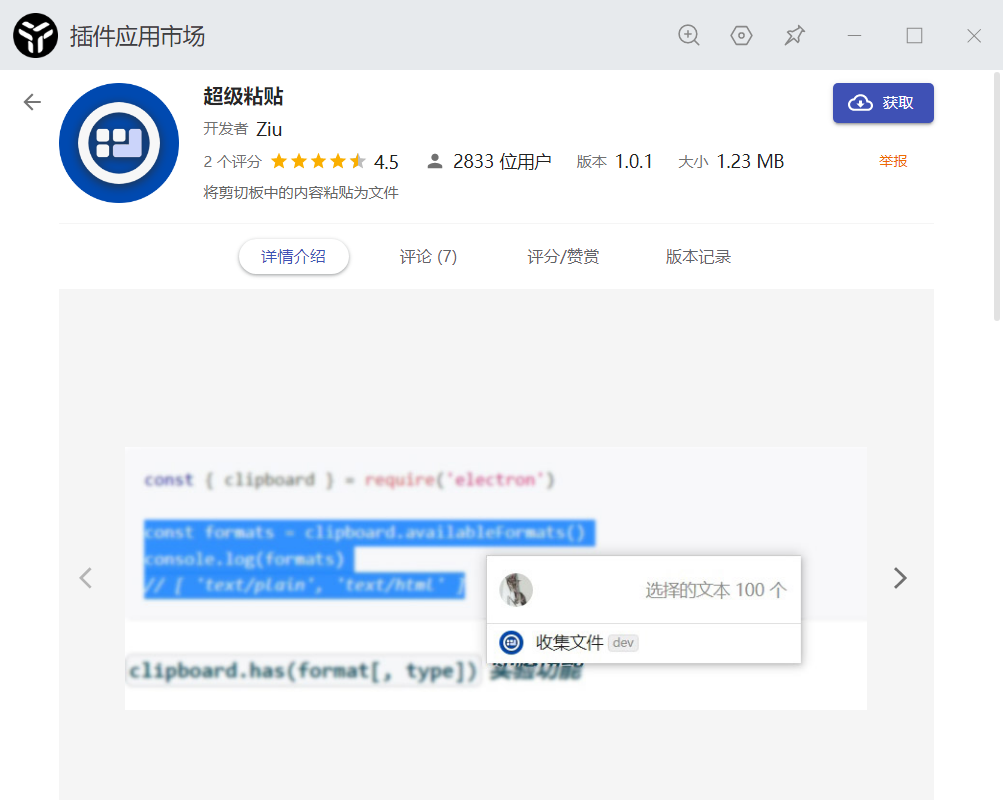 插件应用市场
超级粘贴
开发者 Ziu
2 个评分 4.5 2833 位用户 版本 1.0.1 大小 1.23 MB
将剪切板中的内容粘贴为文件
获取
举报
详情介绍 评论 (7) 评分/赞赏 版本记录
const { clipboard } = require('electron')
const formats = clipboard.availableFormats()
console.log(formats)
// [ 'text/plain', 'text/html' ]
选择的文本 100 个
收集文件 dev
clipboard.has(format[, type]) 实验功能